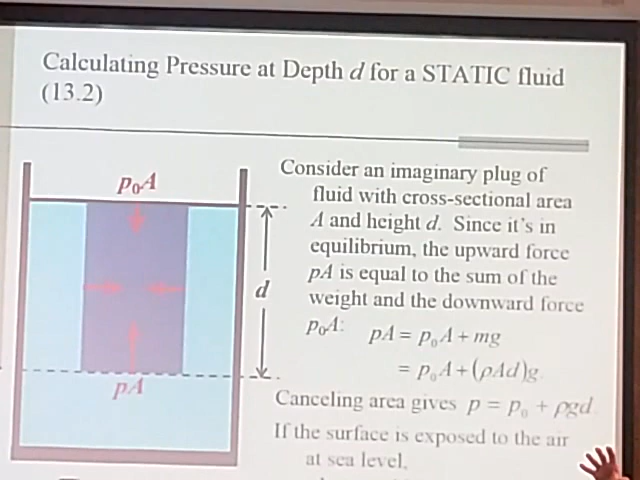 Calculating Pressure at Depth d for a STATIC fluid
(13.2)
p₀A
Consider an imaginary plug of
fluid with cross-sectional area
A and height d. Since it's in
equilibrium, the upward force
pA is equal to the sum of the
weight and the downward force
p₀A: pA = p₀A + mg
= p₀A + (ρAd)g
d
pA
Canceling area gives p = p₀ + ρgd
If the surface is exposed to the air
at sea level,